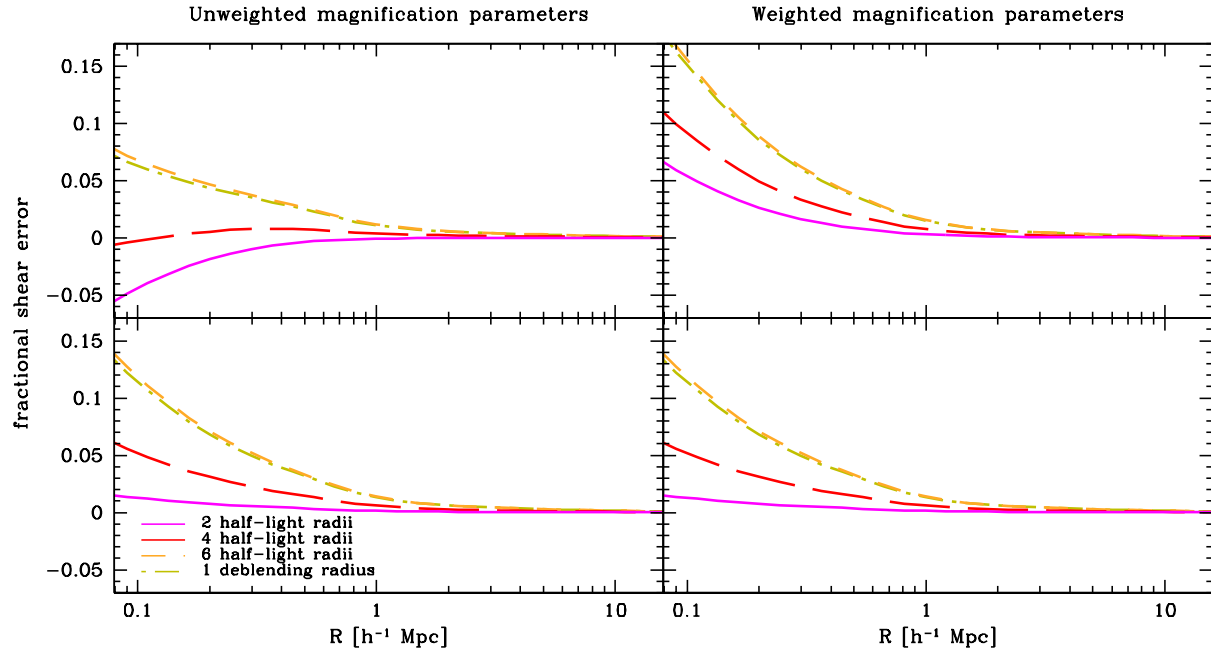 Unweighted magnification parameters
Weighted magnification parameters
fractional shear error
0.15
0.1
0.05
0
−0.05
0.15
0.1
0.05
0
−0.05
2 half−light radii
4 half−light radii
6 half−light radii
1 deblending radius
0.1 1 10
0.1 1 10
R [h⁻¹ Mpc]
R [h⁻¹ Mpc]